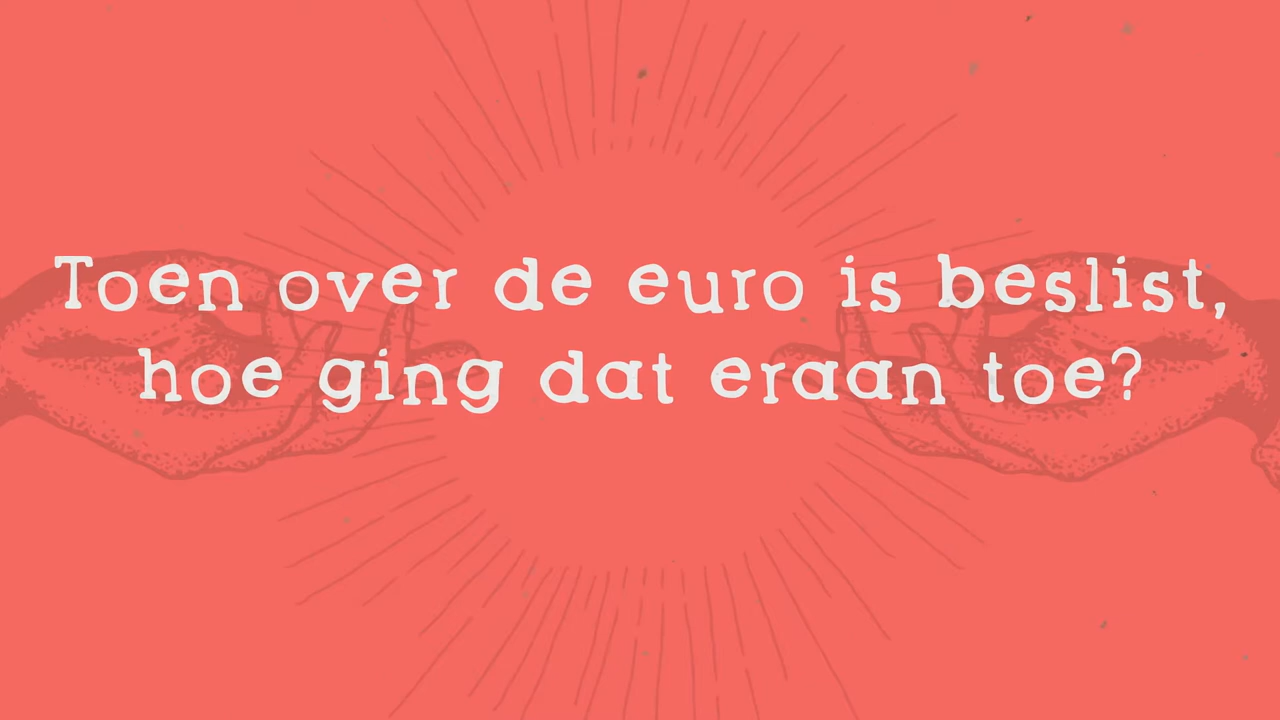 Toen over de euro is beslist,
hoe ging dat eraan toe?